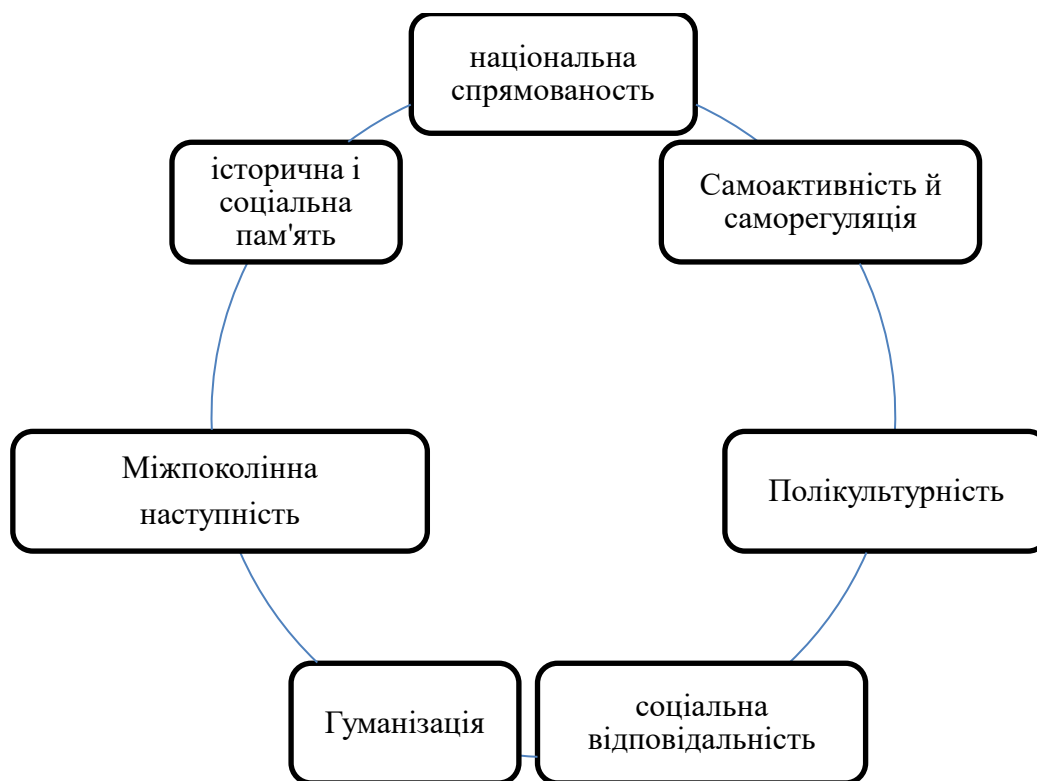 національна
спрямованость
історична і
соціальна
пам'ять
Самоактивність й
саморегуляція
Міжпоколінна
наступність
Полікультурність
Гуманізація
соціальна
відповідальність